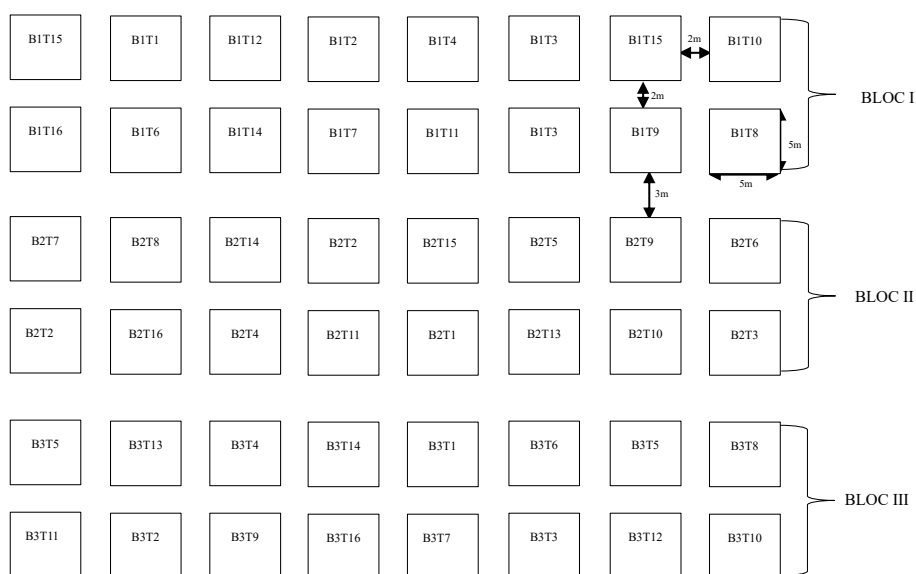 B1T15 B1T1 B1T12 B1T2 B1T4 B1T3 B1T15 2m B1T10
2m
BLOC I
B1T16 B1T6 B1T14 B1T7 B1T11 B1T3 B1T9 B1T8
5m
5m
3m
B2T7 B2T8 B2T14 B2T2 B2T15 B2T5 B2T9 B2T6
BLOC II
B2T2 B2T16 B2T4 B2T11 B2T1 B2T13 B2T10 B2T3
B3T5 B3T13 B3T4 B3T14 B3T1 B3T6 B3T5 B3T8
BLOC III
B3T11 B3T2 B3T9 B3T16 B3T7 B3T3 B3T12 B3T10